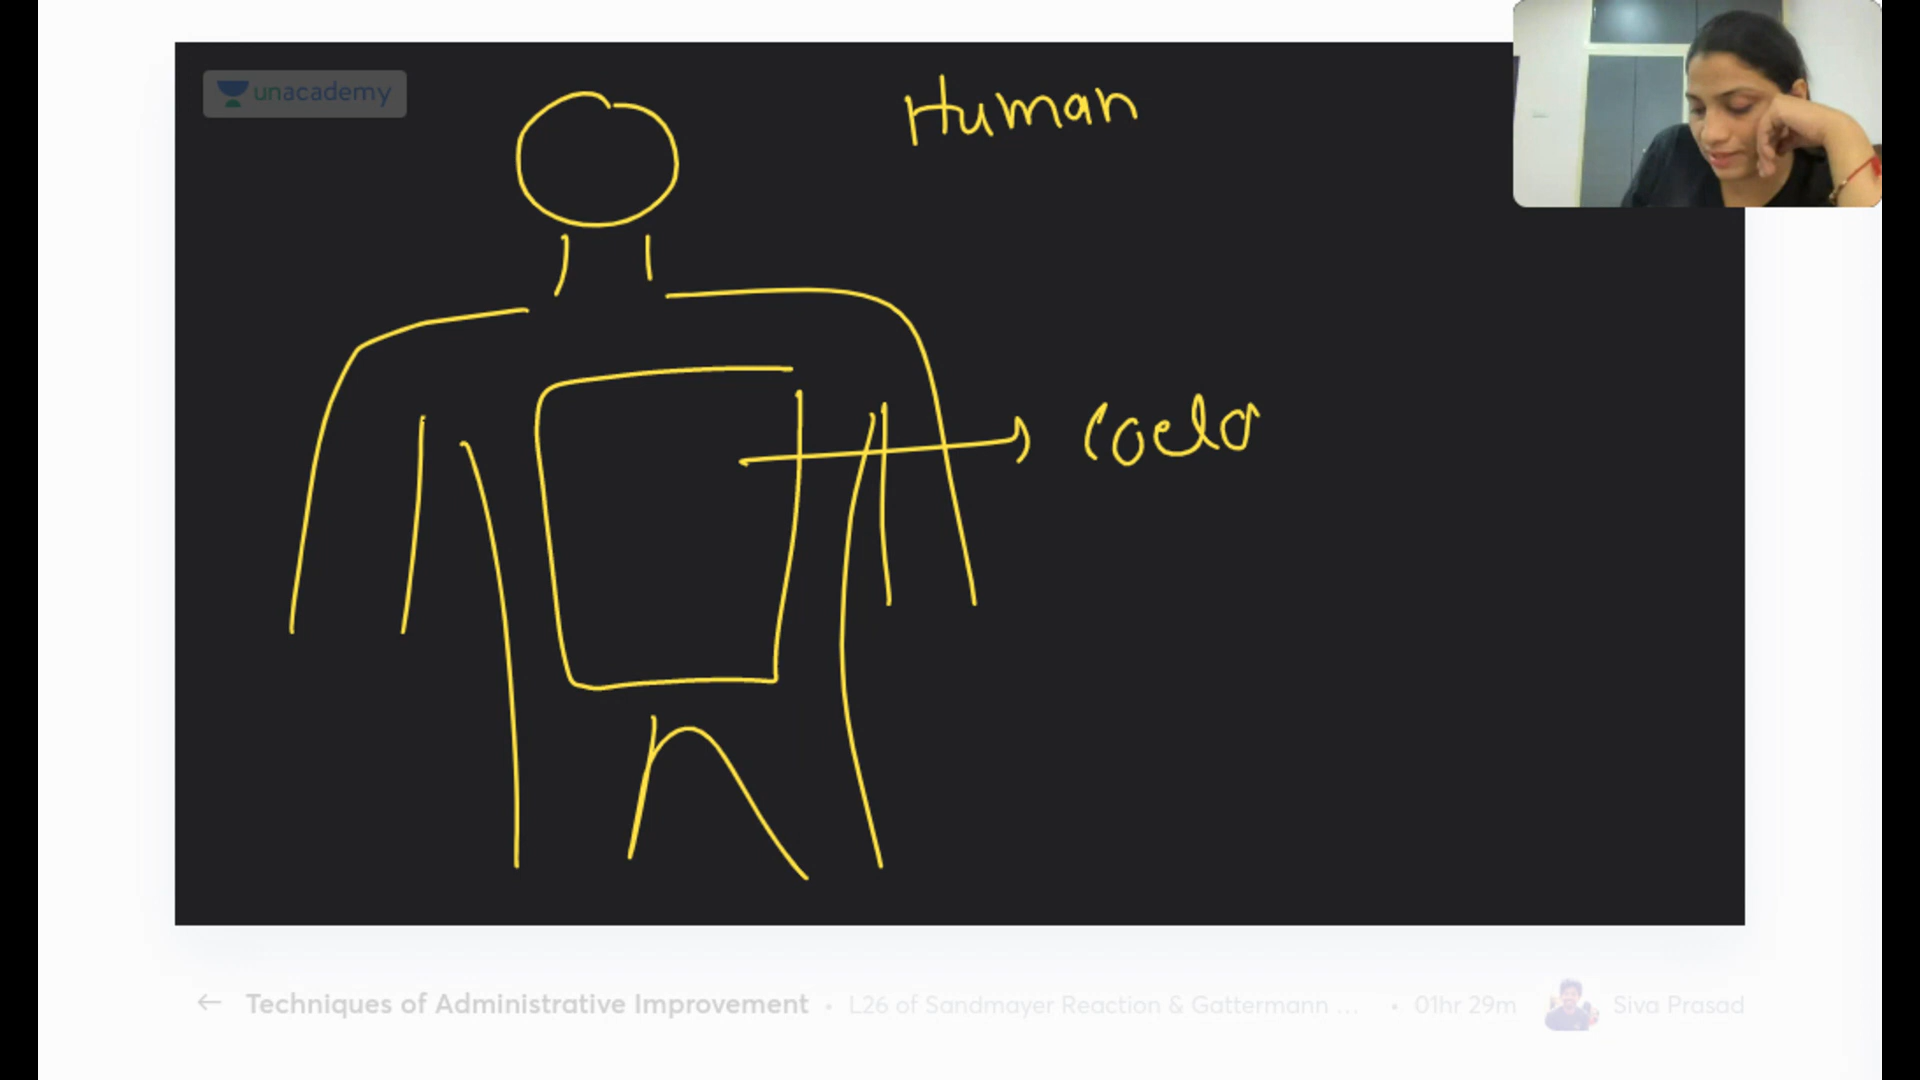 unacademy
Human
Coelo
← Techniques of Administrative Improvement • L26 of Sandmayer Reaction & Gattermann ... • 01hr 29m Siva Prasad